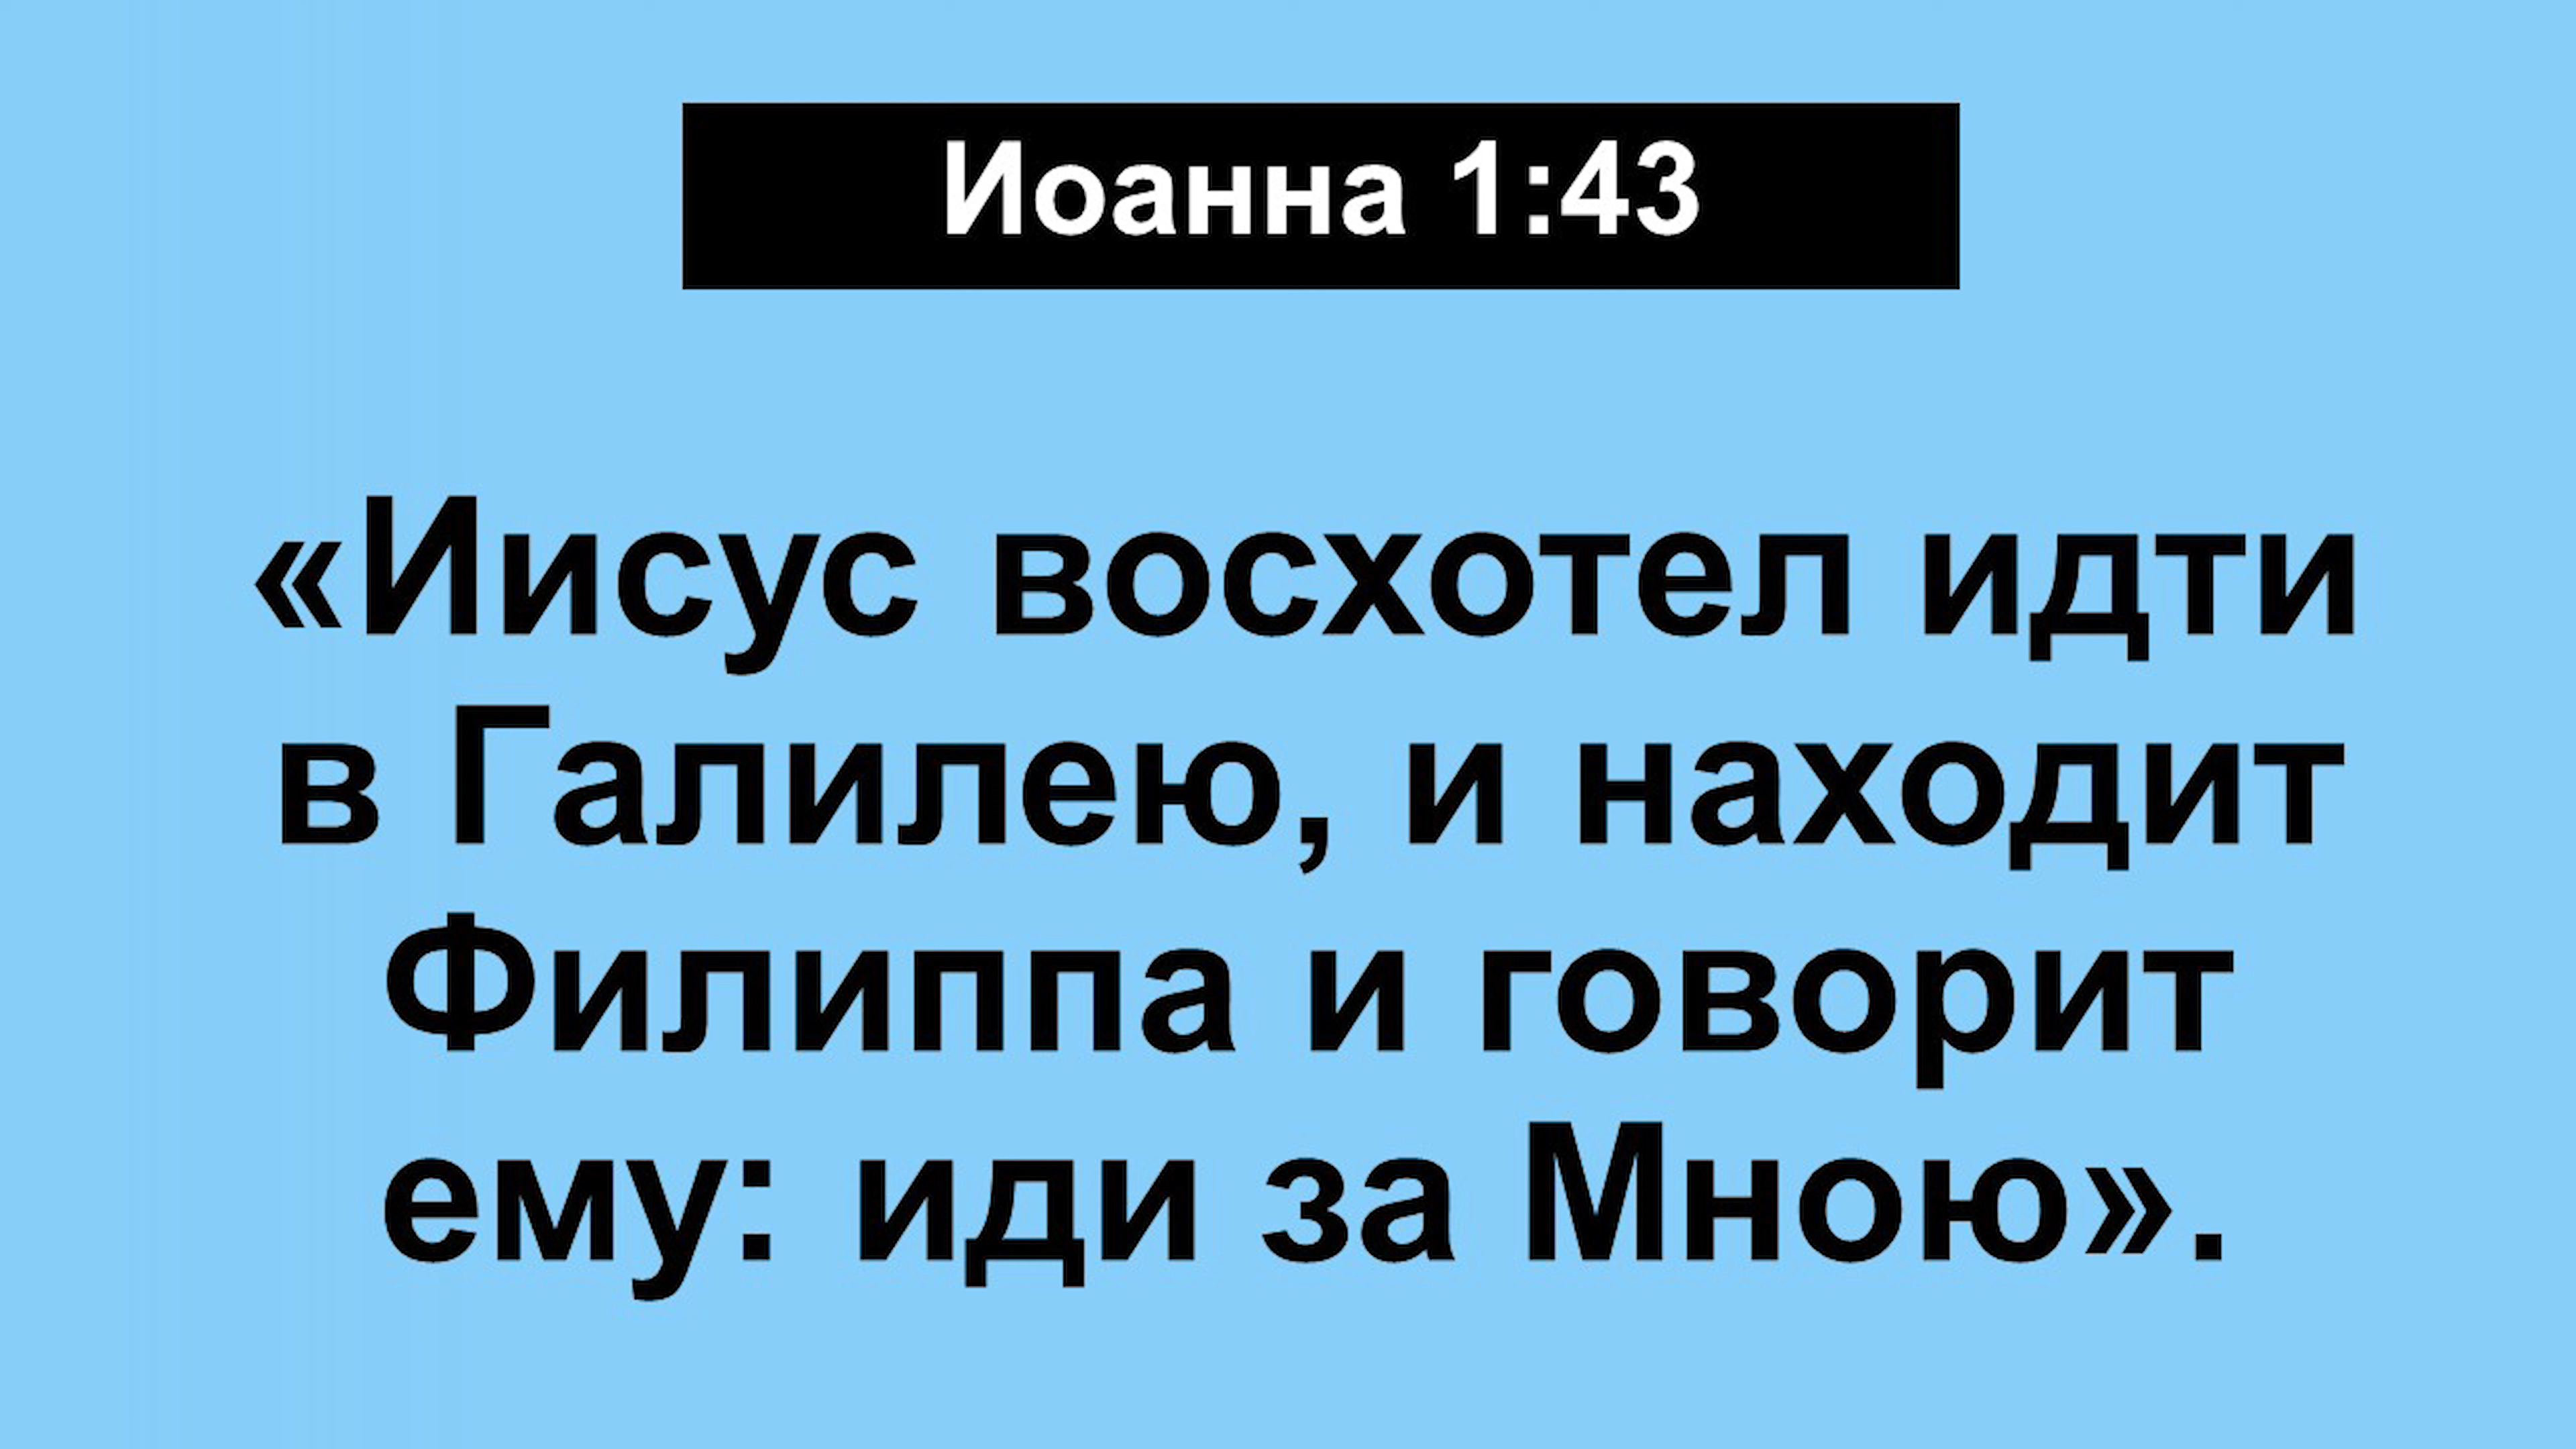 Иоанна 1:43
«Иисус восхотел идти
в Галилею, и находит
Филиппа и говорит
ему: иди за Мною».